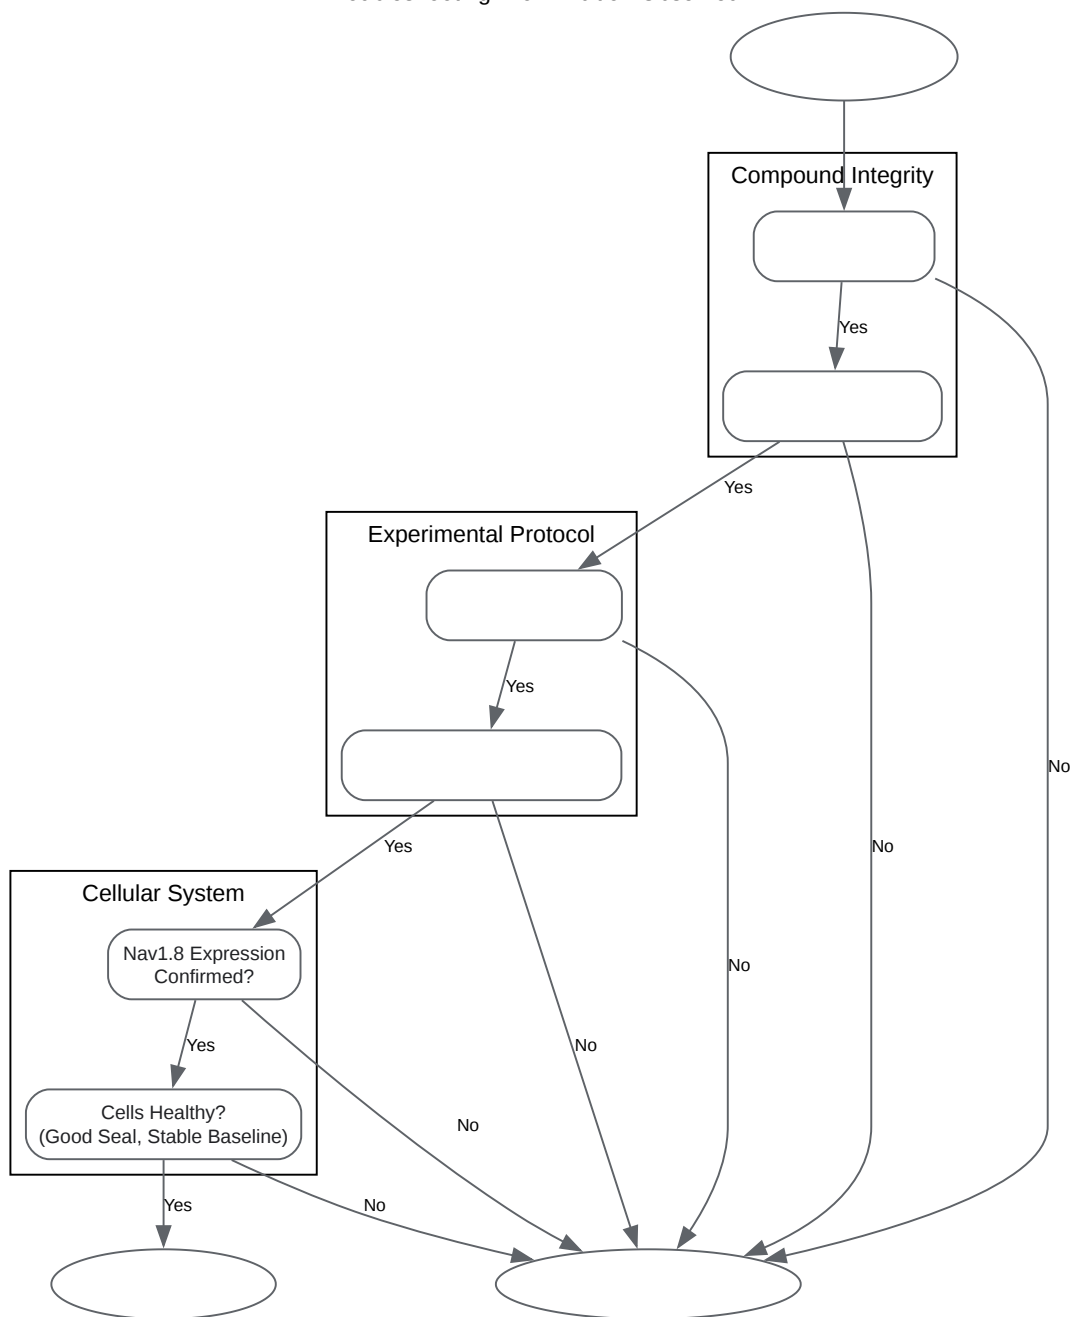 Compound Integrity
Yes
Yes
Experimental Protocol
Yes
No
Yes
No
Cellular System
Nav1.8 Expression
Confirmed?
No
Yes
No
Cells Healthy?
(Good Seal, Stable Baseline)
No
Yes
No